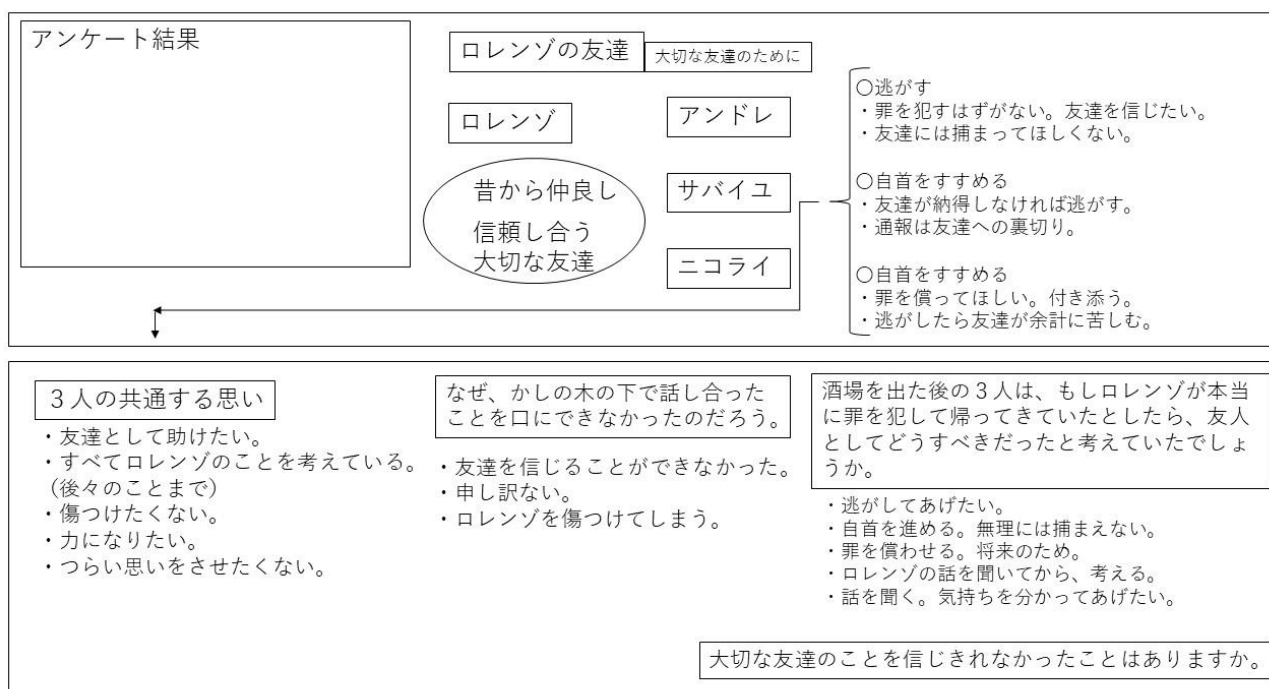 アンケート結果
ロレンゾの友達
大切な友達のために
ロレンゾ
昔から仲良し
信頼し合う
大切な友達
アンドレ
サバイユ
ニコライ
〇逃がす
・罪を犯すはずがない。友達を信じたい。
・友達には捕まってほしくない。
〇自首をすすめる
・友達が納得しなければ逃がす。
・通報は友達への裏切り。
〇自首をすすめる
・罪を償ってほしい。付き添う。
・逃がしたら友達が余計に苦しむ。
３人の共通する思い
・友達として助けたい。
・すべてロレンゾのことを考えている。
（後々のことまで）
・傷つけたくない。
・力になりたい。
・つらい思いをさせたくない。
なぜ、かしの木の下で話し合った
ことを口にできなかったのだろう。
・友達を信じることができなかった。
・申し訳ない。
・ロレンゾを傷つけてしまう。
酒場を出た後の３人は、もしロレンゾが本当
に罪を犯して帰ってきていたとしたら、友人
としてどうすべきだったと考えていたでしょ
うか。
・逃がしてあげたい。
・自首を進める。無理には捕まえない。
・罪を償わせる。将来のため。
・ロレンゾの話を聞いてから、考える。
・話を聞く。気持ちを分かってあげたい。
大切な友達のことを信じきれなかったことはありますか。